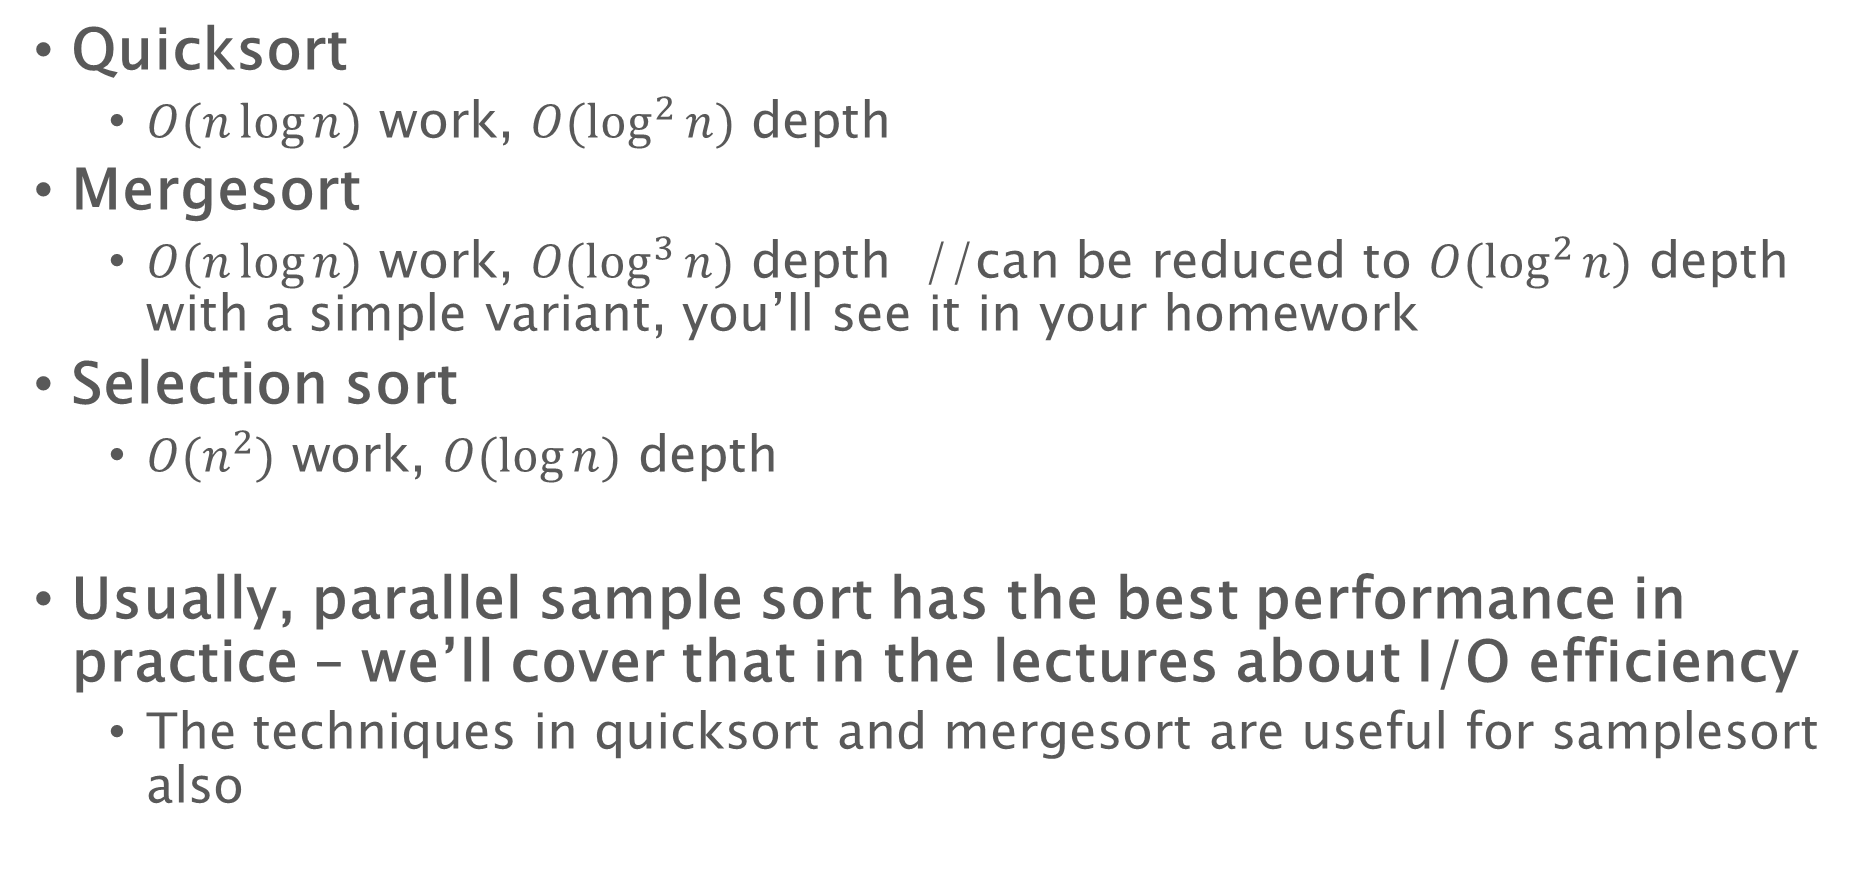 • Quicksort
• O(n log n) work, O(log² n) depth
• Mergesort
• O(n log n) work, O(log³ n) depth //can be reduced to O(log² n) depth
with a simple variant, you’ll see it in your homework
• Selection sort
• O(n²) work, O(log n) depth
• Usually, parallel sample sort has the best performance in
practice – we’ll cover that in the lectures about I/O efficiency
• The techniques in quicksort and mergesort are useful for samplesort
also